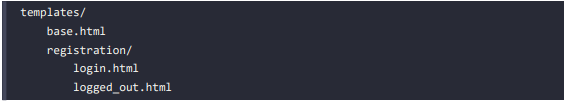 templates/
    base.html
    registration/
        login.html
        logged_out.html